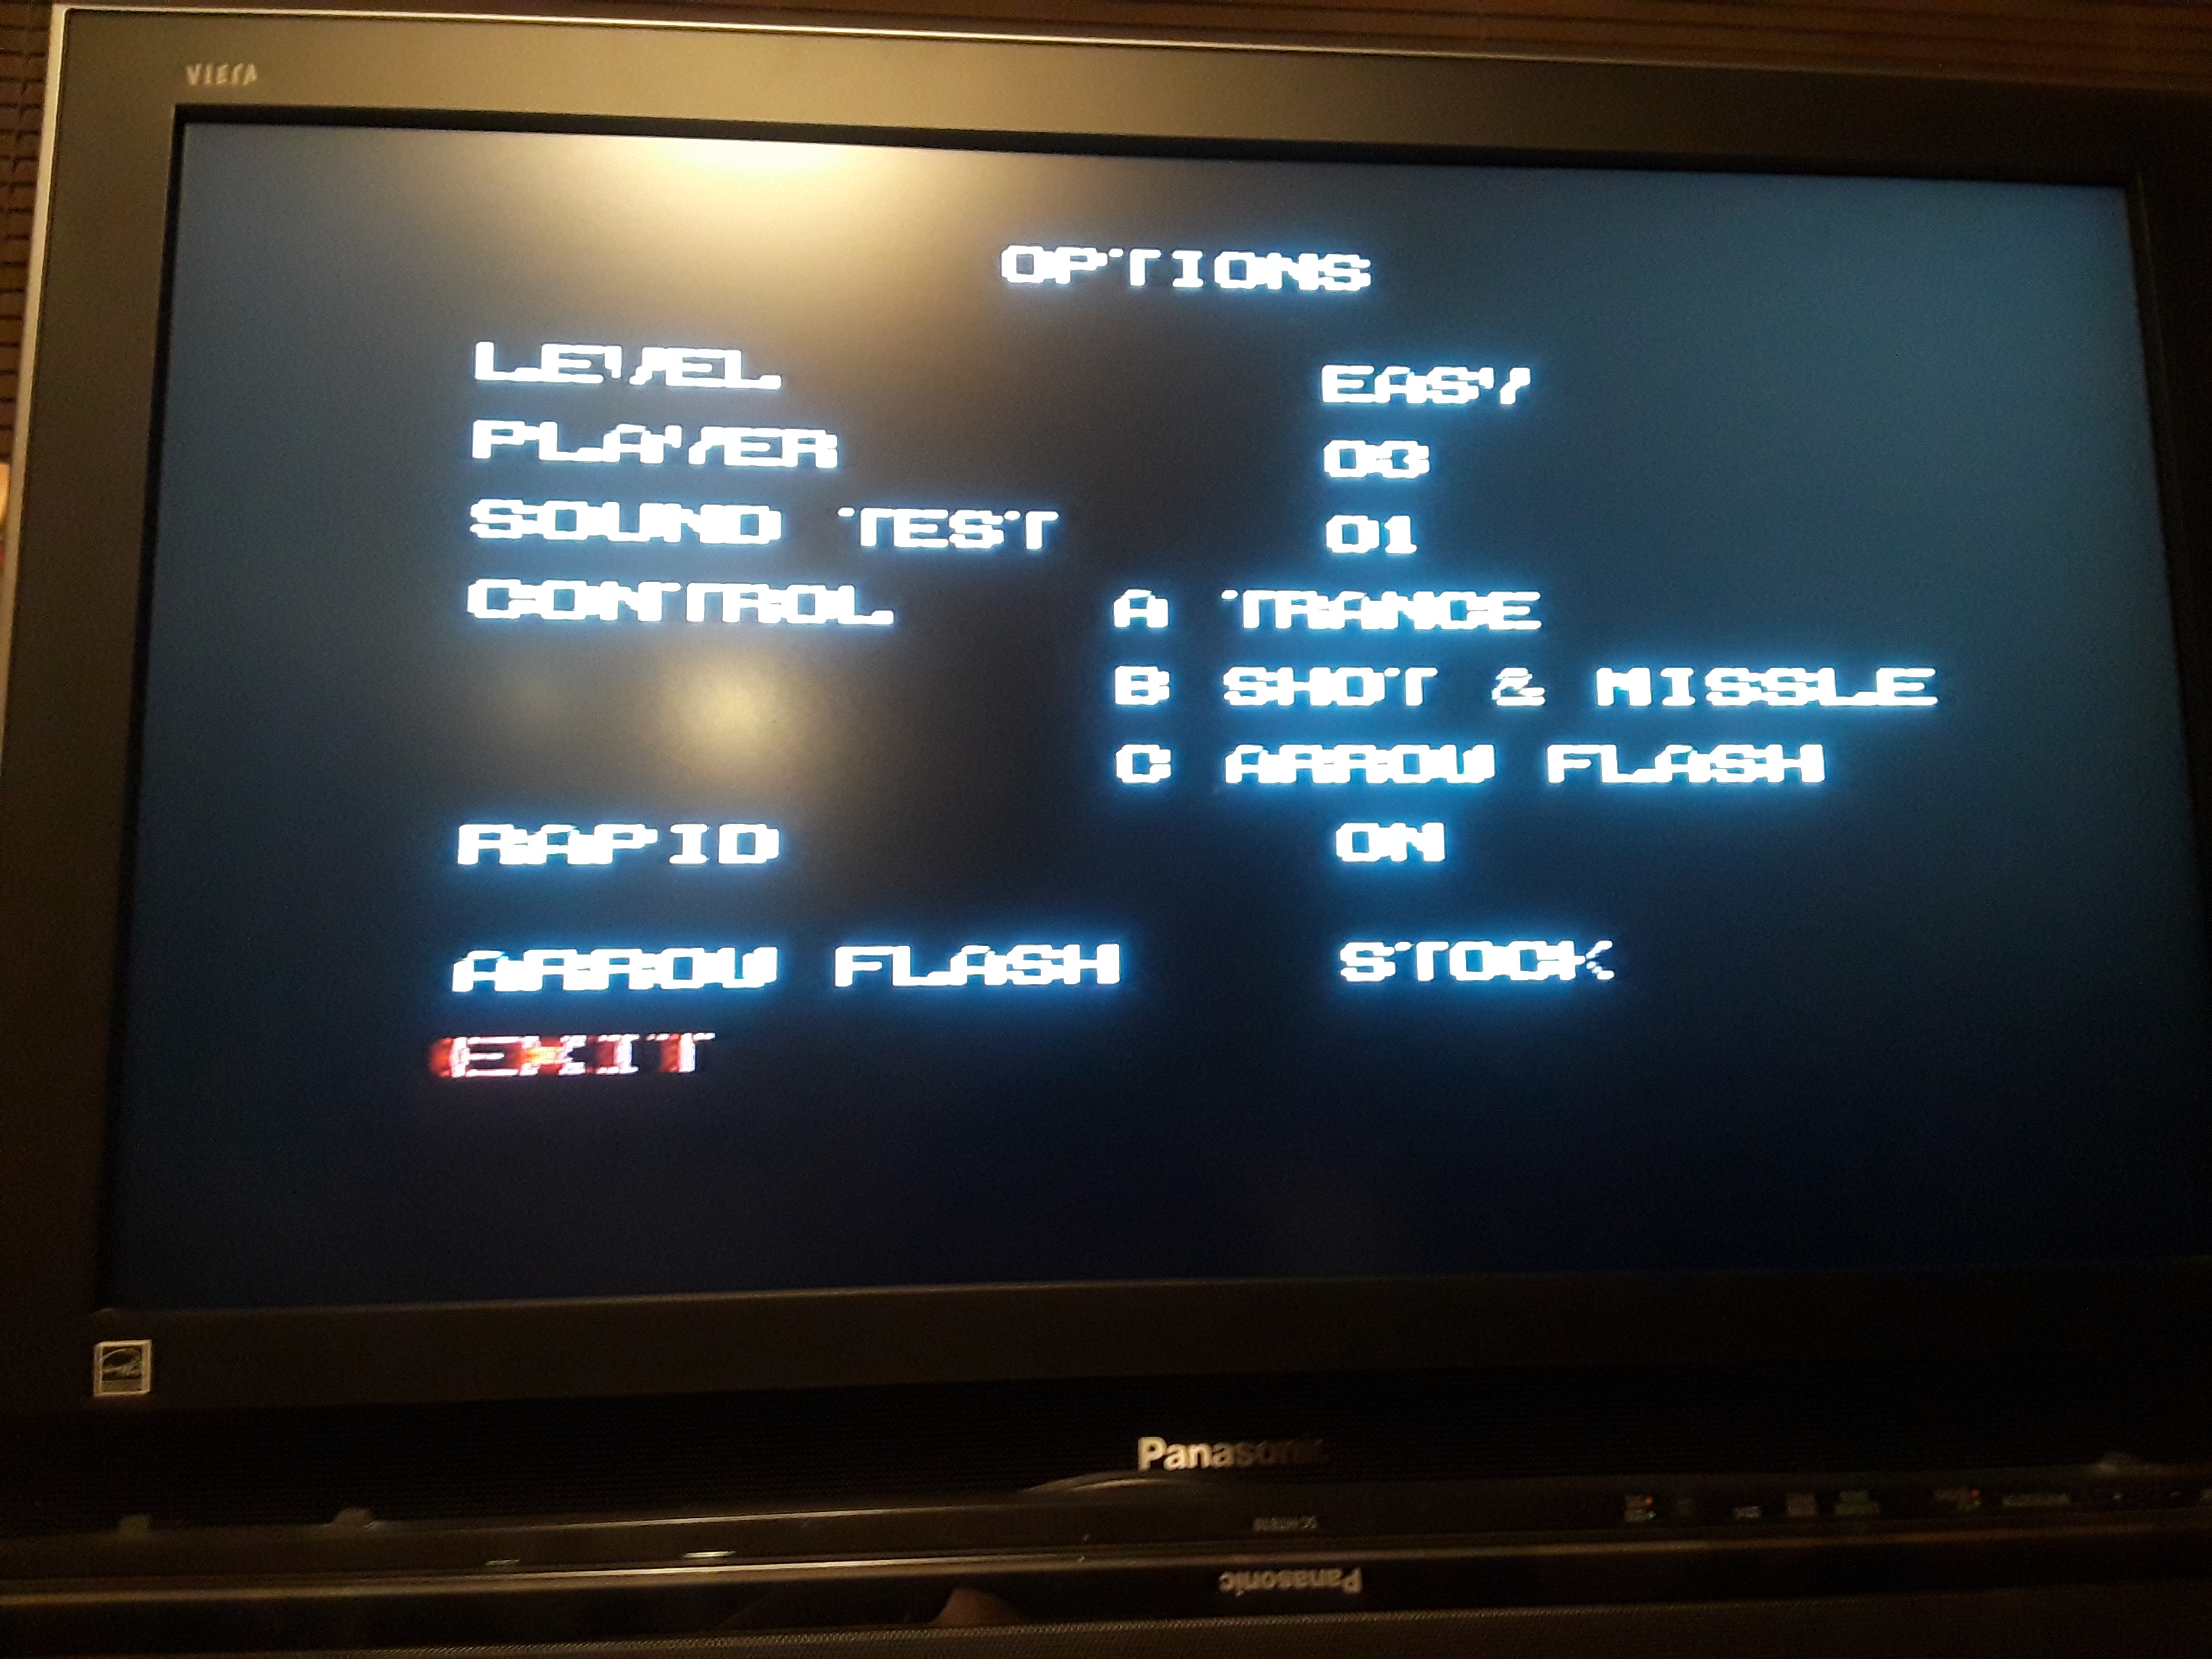 VIERA
OPTIONS
LEVEL EASY
PLAYER 03
SOUND TEST 01
CONTROL A TRANCE
B SHOT & MISSLE
C ARROW FLASH
RAPID ON
ARROW FLASH STOCK
EXIT
Panasonic
Panasonic